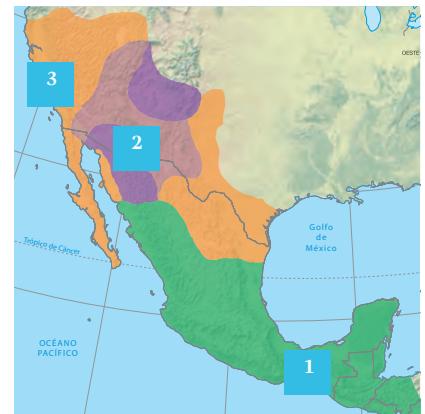 OESTE
3
2
Golfo
de
México
Trópico de Cáncer
OCÉANO
PACÍFICO
1